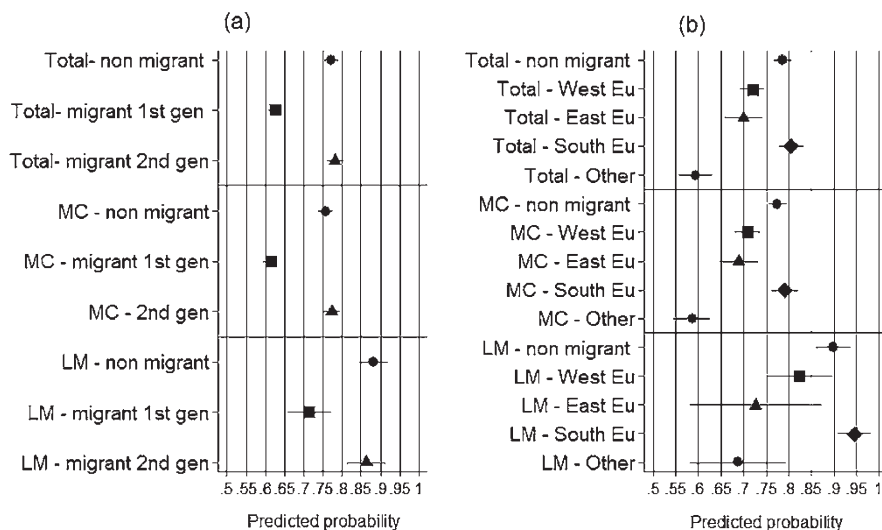 (a)
Total- non migrant
Total- migrant 1st gen
Total- migrant 2nd gen
MC - non migrant
MC - migrant 1st gen
MC - 2nd gen
LM - non migrant
LM - migrant 1st gen
LM - migrant 2nd gen
.5 .55 .6 .65 .7 .75 .8 .85 .9 .95 1
Predicted probability
(b)
Total - non migrant
Total - West Eu
Total - East Eu
Total - South Eu
Total - Other
MC - non migrant
MC - West Eu
MC - East Eu
MC - South Eu
MC - Other
LM - non migrant
LM - West Eu
LM - East Eu
LM - South Eu
LM - Other
.5 .55 .6 .65 .7 .75 .8 .85 .9 .95 1
Predicted probability